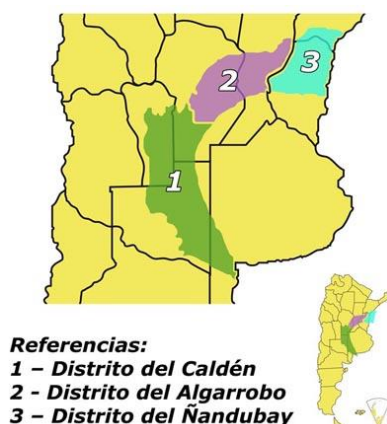 3
2
1
Referencias:
1 – Distrito del Caldén
2 - Distrito del Algarrobo
3 – Distrito del Ñandubay